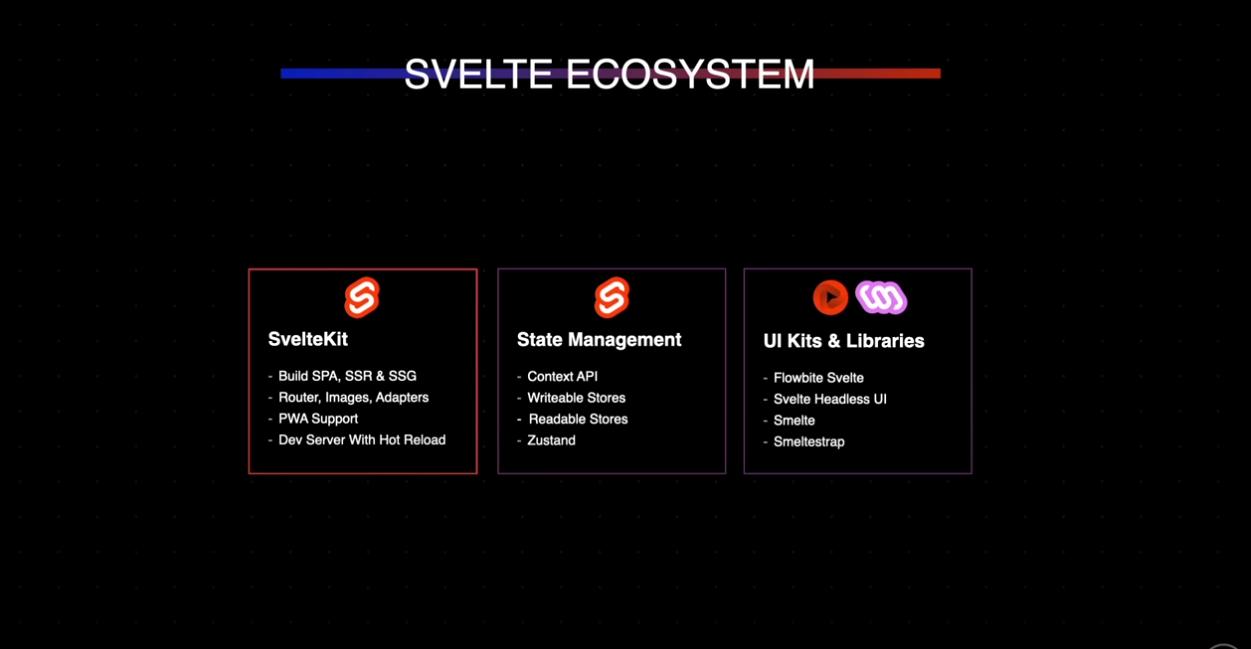 SVELTE ECOSYSTEM
SvelteKit
- Build SPA, SSR & SSG
- Router, Images, Adapters
- PWA Support
- Dev Server With Hot Reload
State Management
- Context API
- Writeable Stores
- Readable Stores
- Zustand
UI Kits & Libraries
- Flowbite Svelte
- Svelte Headless UI
- Smelte
- Smeltestrap